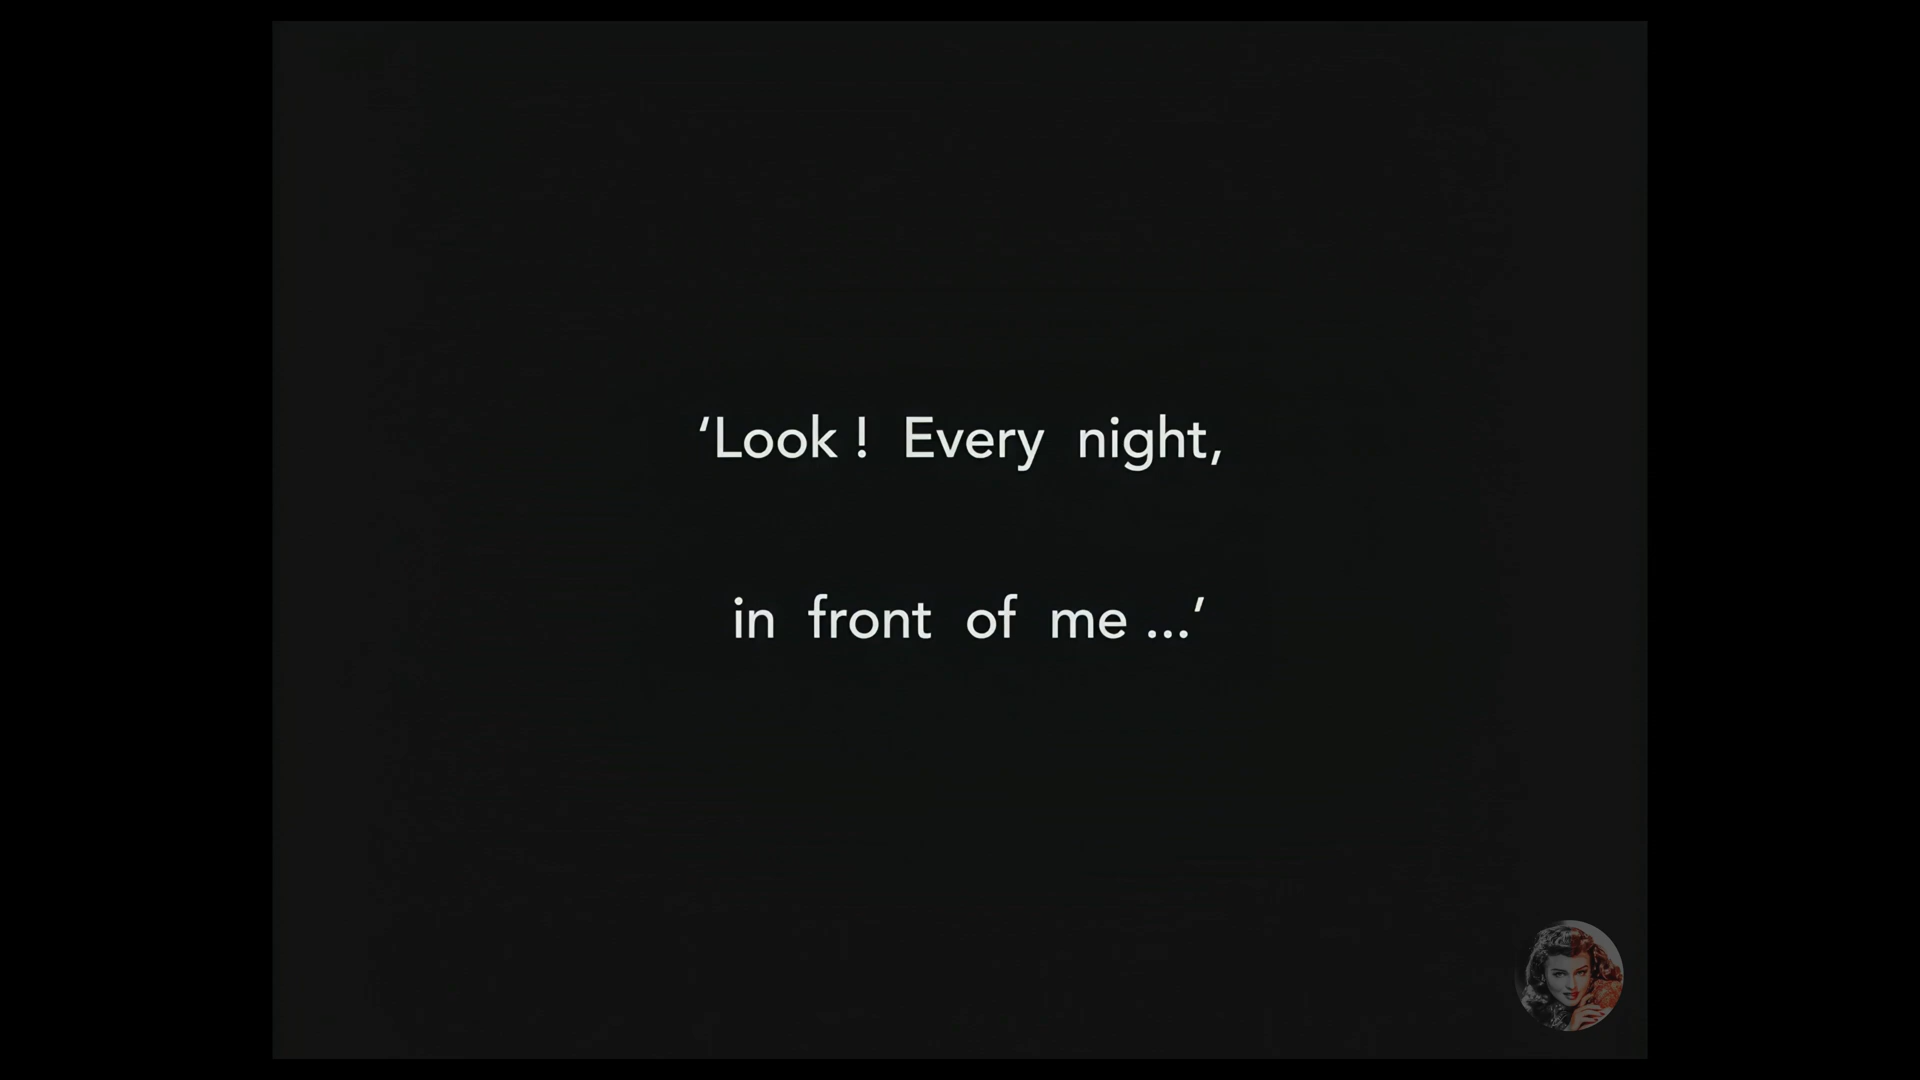 ‘Look ! Every night,
in front of me ...’